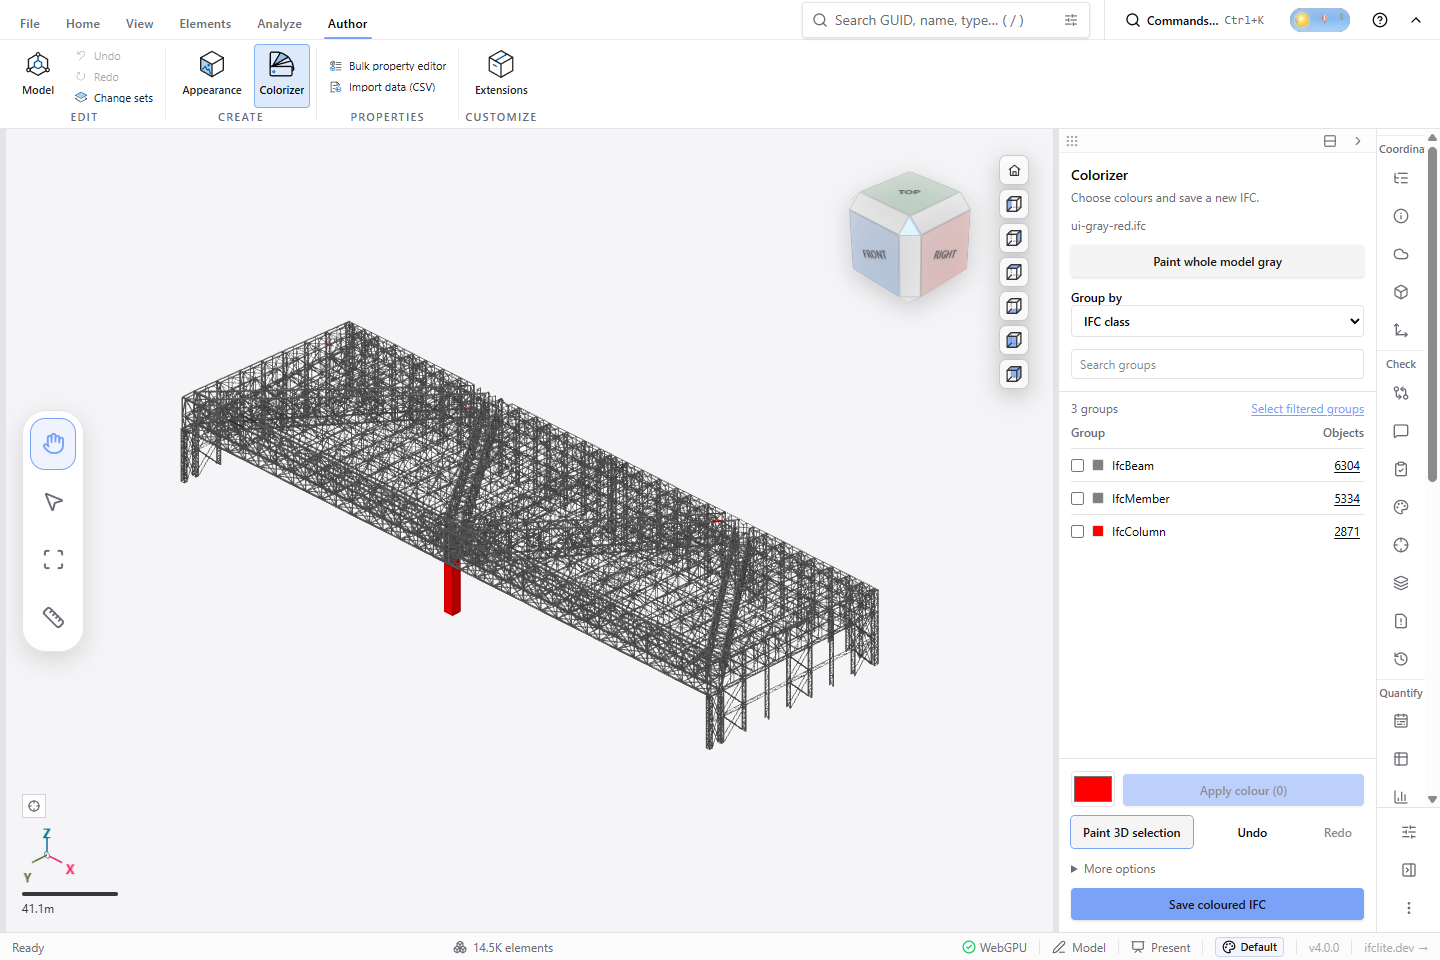 File Home View Elements Analyze Author
Search GUID, name, type... ( / )
Commands... Ctrl+K
Model
Undo
Redo
Change sets
EDIT
Appearance
Colorizer
CREATE
Bulk property editor
Import data (CSV)
PROPERTIES
Extensions
CUSTOMIZE
TOP
FRONT
RIGHT
Z
X
Y
41.1m
Colorizer
Choose colours and save a new IFC.
ui-gray-red.ifc
Paint whole model gray
Group by
IFC class
Search groups
3 groups Select filtered groups
Group Objects
IfcBeam 6304
IfcMember 5334
IfcColumn 2871
Apply colour (0)
Paint 3D selection Undo Redo
More options
Save coloured IFC
Coordina
Check
Quantify
Ready 14.5K elements WebGPU Model Present Default v4.0.0 ifclite.dev →